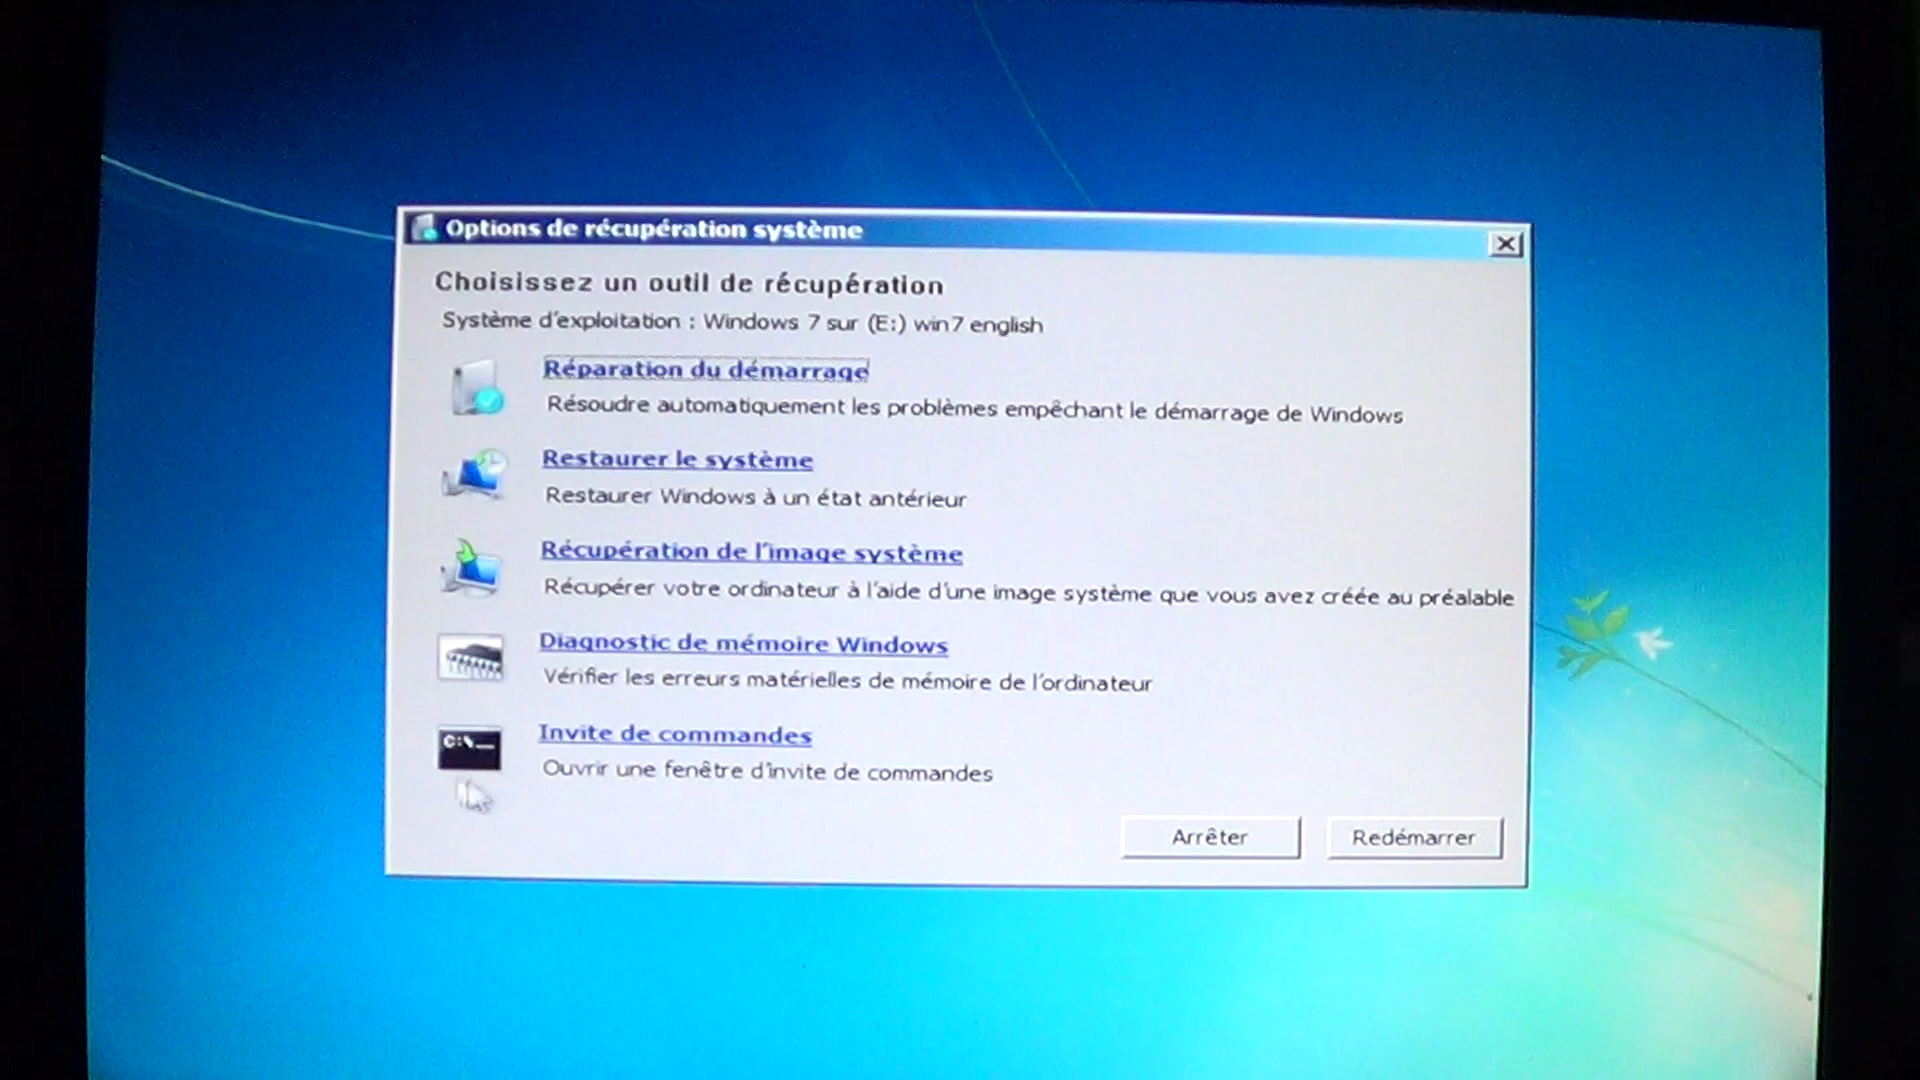 Options de récupération système
Choisissez un outil de récupération
Système d'exploitation : Windows 7 sur (E:) win7 english
Réparation du démarrage
Résoudre automatiquement les problèmes empêchant le démarrage de Windows
Restaurer le système
Restaurer Windows à un état antérieur
Récupération de l'image système
Récupérer votre ordinateur à l'aide d'une image système que vous avez créée au préalable
Diagnostic de mémoire Windows
Vérifier les erreurs matérielles de mémoire de l'ordinateur
C:\_
Invite de commandes
Ouvrir une fenêtre d'invite de commandes
Arrêter
Redémarrer